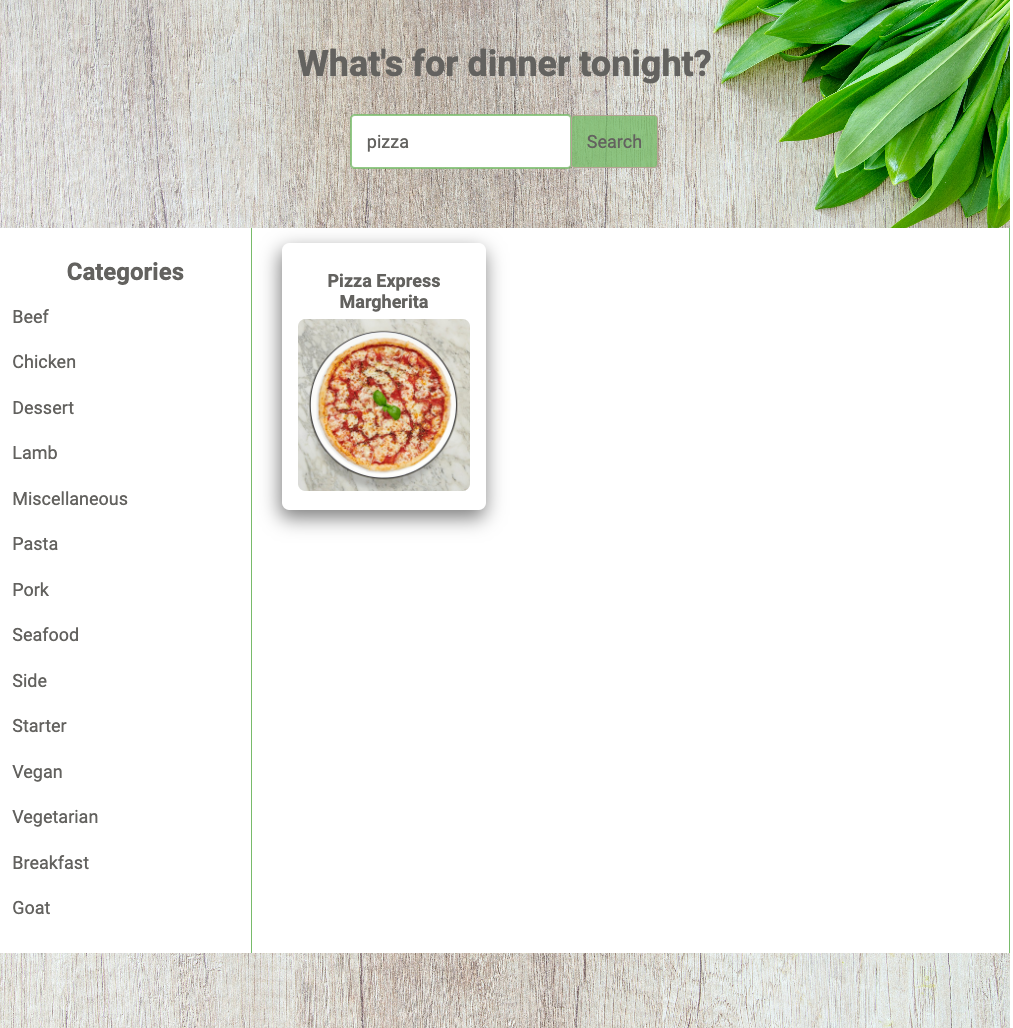 What's for dinner tonight?
pizza
Search
Categories
Beef
Chicken
Dessert
Lamb
Miscellaneous
Pasta
Pork
Seafood
Side
Starter
Vegan
Vegetarian
Breakfast
Goat
Pizza Express
Margherita